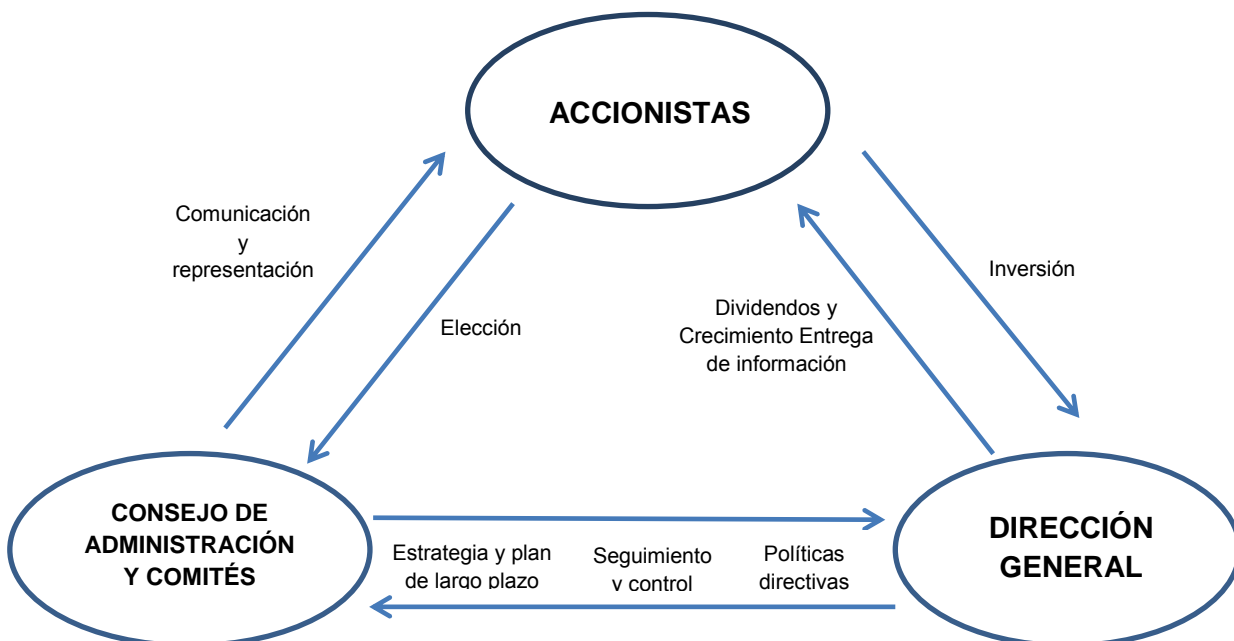 ACCIONISTAS
Comunicación
y
representación
Elección
Dividendos y
Crecimiento Entrega
de información
Inversión
CONSEJO DE
ADMINISTRACIÓN
Y COMITÉS
Estrategia y plan
de largo plazo
Seguimiento
y control
Políticas
directivas
DIRECCIÓN
GENERAL